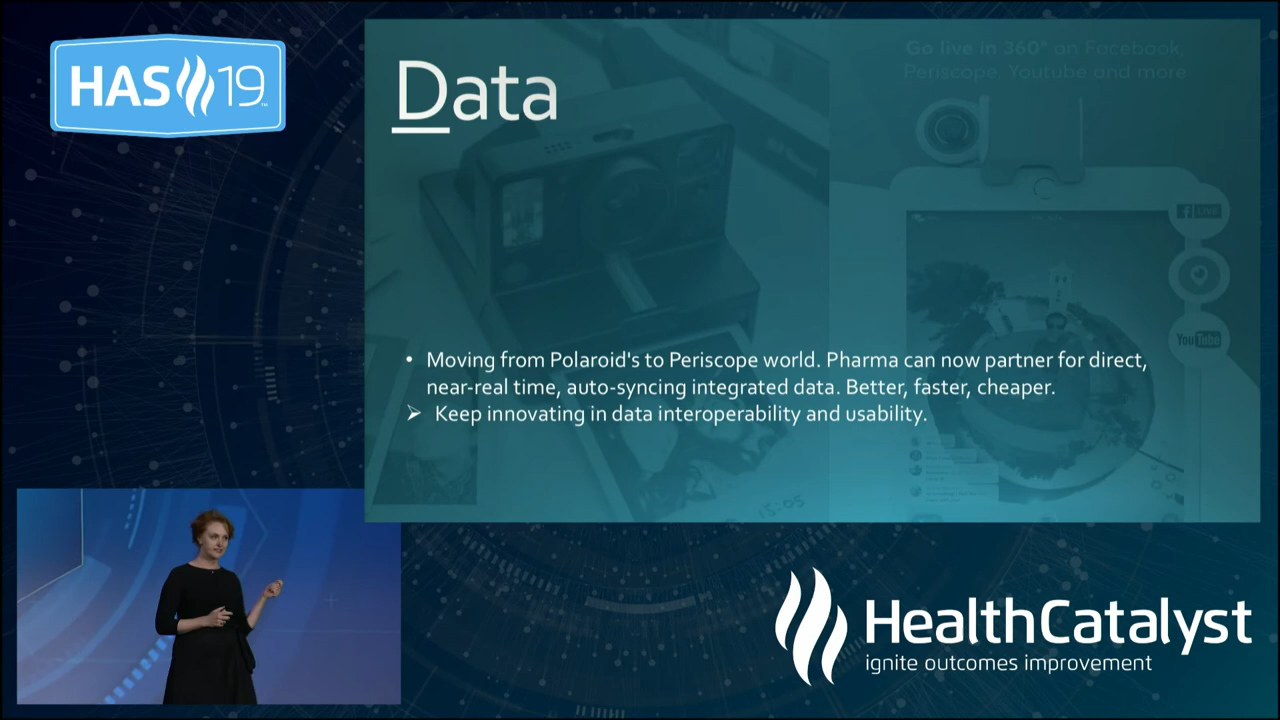 HAS 19
Data
Go live in 360° on Facebook,
Periscope, Youtube and more
LIVE
YouTube
• Moving from Polaroid's to Periscope world. Pharma can now partner for direct,
near-real time, auto-syncing integrated data. Better, faster, cheaper.
➢ Keep innovating in data interoperability and usability.
HealthCatalyst
ignite outcomes improvement